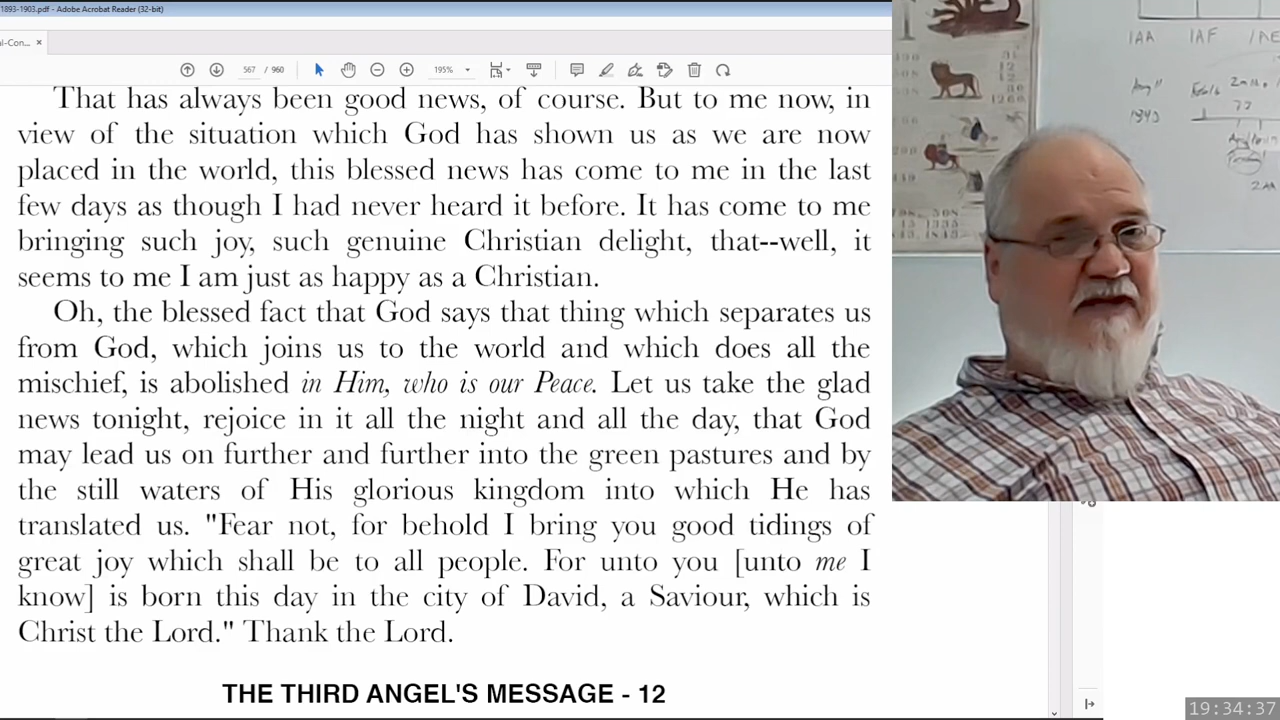 1893-1903.pdf - Adobe Acrobat Reader (32-bit)
al-Con... ×
567 / 960
195%
That has always been good news, of course. But to me now, in
view of the situation which God has shown us as we are now
placed in the world, this blessed news has come to me in the last
few days as though I had never heard it before. It has come to me
bringing such joy, such genuine Christian delight, that--well, it
seems to me I am just as happy as a Christian.
Oh, the blessed fact that God says that thing which separates us
from God, which joins us to the world and which does all the
mischief, is abolished in Him, who is our Peace. Let us take the glad
news tonight, rejoice in it all the night and all the day, that God
may lead us on further and further into the green pastures and by
the still waters of His glorious kingdom into which He has
translated us. "Fear not, for behold I bring you good tidings of
great joy which shall be to all people. For unto you [unto me I
know] is born this day in the city of David, a Saviour, which is
Christ the Lord." Thank the Lord.
THE THIRD ANGEL'S MESSAGE - 12
1AA 1AF
1840
19:34:37